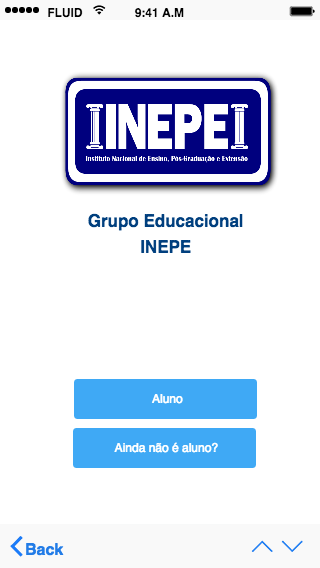 FLUID 9:41 A.M
INEPE
Instituto Nacional de Ensino, Pós-Graduação e Extensão
Grupo Educacional
INEPE
Aluno
Ainda não é aluno?
Back